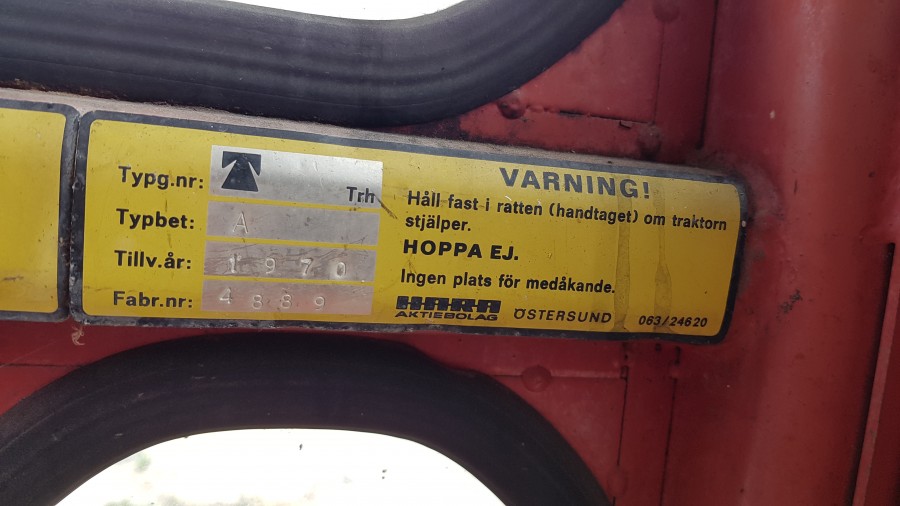 Typg.nr: T Trh
Typbet: A
Tillv.år: 1970
Fabr.nr: 4889
VARNING!
Håll fast i ratten (handtaget) om traktorn
stjälper.
HOPPA EJ.
Ingen plats för medåkande.
HARA
AKTIEBOLAG ÖSTERSUND 063/24620